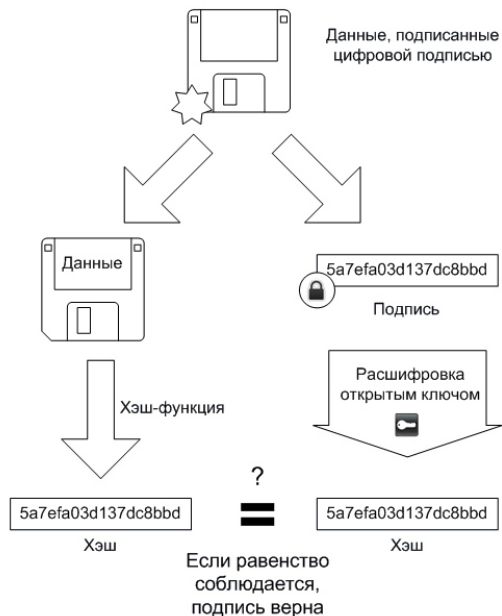 Данные, подписанные
цифровой подписью
Данные
5a7efa03d137dc8bbd
Подпись
Хэш-функция
Расшифровка
открытым ключом
?
5a7efa03d137dc8bbd
=
5a7efa03d137dc8bbd
Хэш
Хэш
Если равенство
соблюдается,
подпись верна